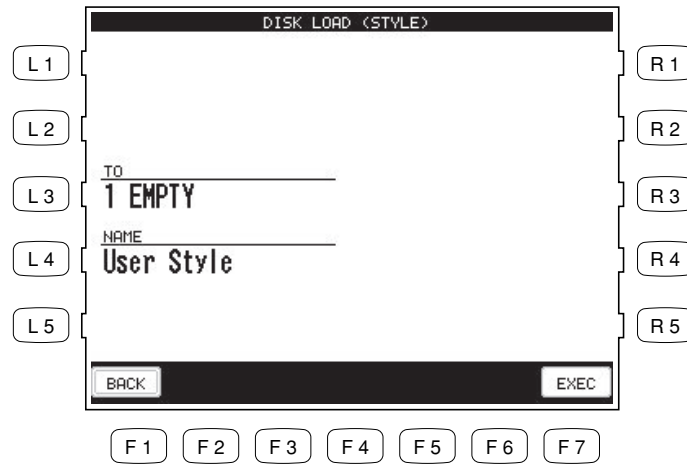 DISK LOAD (STYLE)
L 1
R 1
L 2
R 2
TO
L 3
1 EMPTY
R 3
NAME
L 4
User Style
R 4
L 5
R 5
BACK
EXEC
F 1 F 2 F 3 F 4 F 5 F 6 F 7